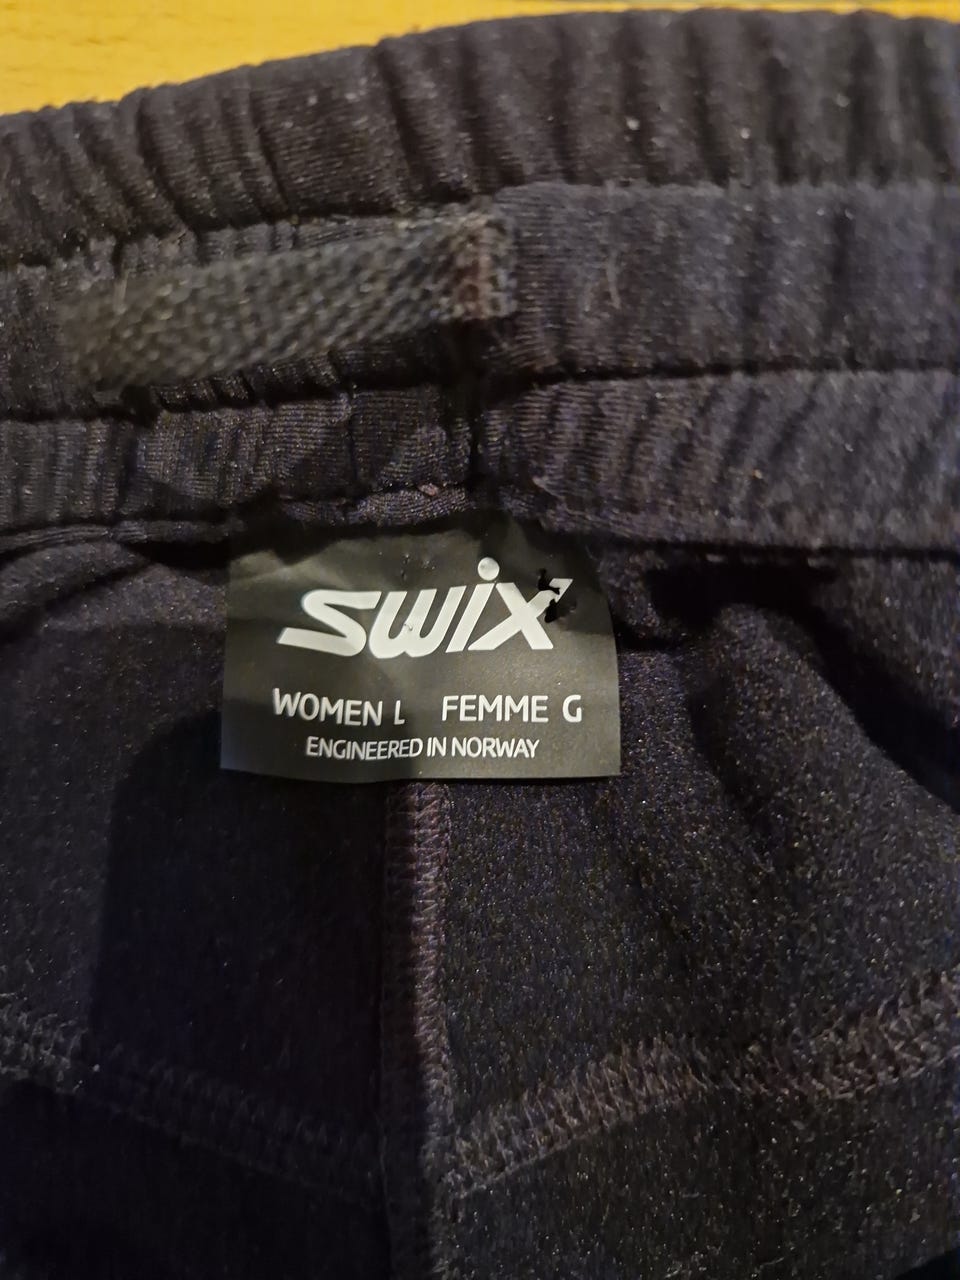 swix
WOMEN L FEMME G
ENGINEERED IN NORWAY